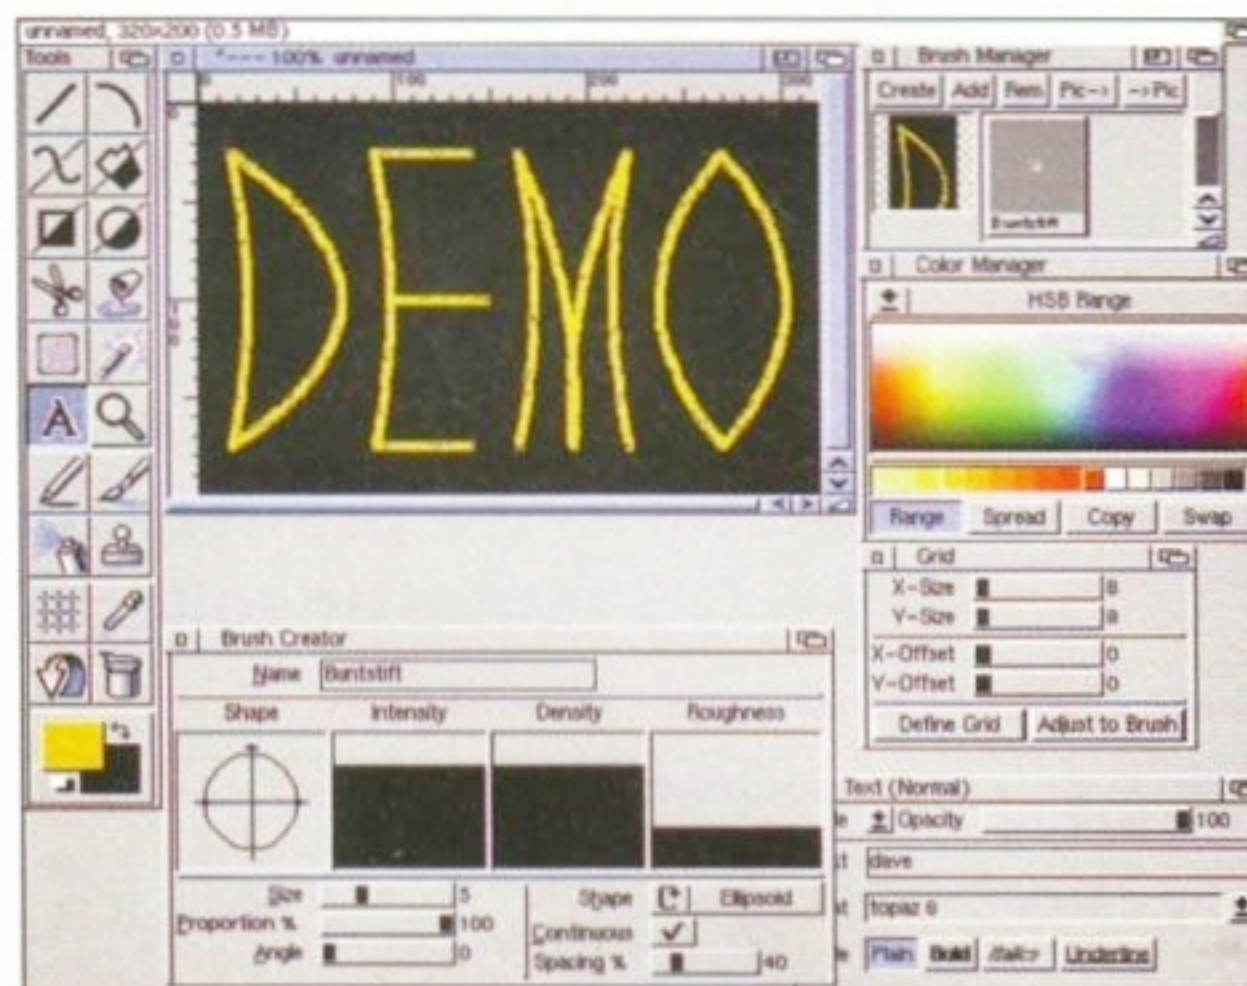 unnamed, 320x200 (0.5 MB)
Tools
100% unnamed
0 100 200 300
DEMO
Brush Manager
Create Add Rem Pic-> ->Pic
Buntstift
Color Manager
HSB Range
Range Spread Copy Swap
Grid
X-Size 8
Y-Size 8
X-Offset 0
Y-Offset 0
Define Grid Adjust to Brush
Brush Creator
Name Buntstift
Shape Intensity Density Roughness
Size 5
Proportion % 100
Angle 0
Shape Ellipsoid
Continuous
Spacing % 40
Text (Normal)
Opacity 100
dave
topaz 8
Plain Bold Italics Underline